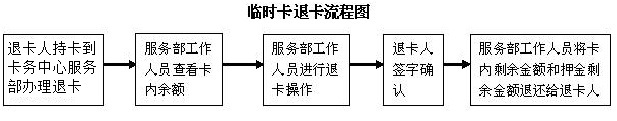 临时卡退卡流程图
退卡人持卡到
卡务中心服务
部办理退卡
服务部工作
人员查看卡
内余额
服务部工作
人员进行退
卡操作
退卡人
签字确
认
服务部工作人员将卡
内剩余金额和押金剩
余金额退还给退卡人